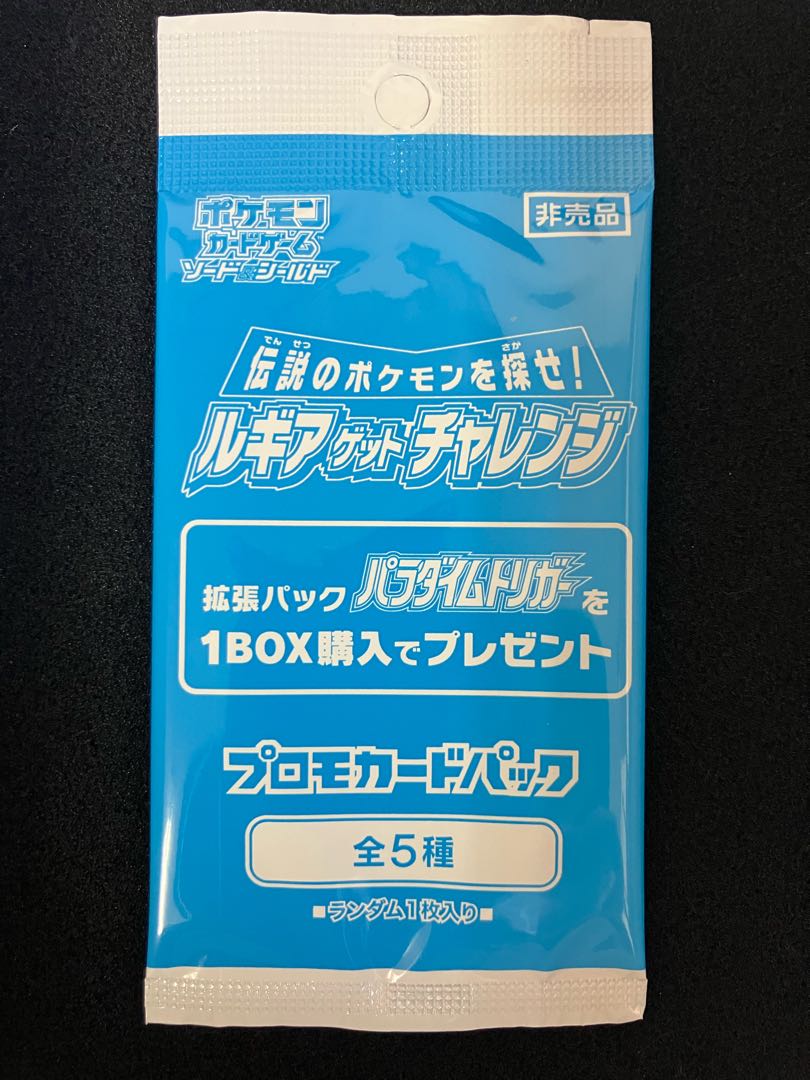 ポケモン
カードゲーム
ソード&シールド
非売品
でんせつ さが
伝説のポケモンを探せ！
ルギアゲットチャレンジ
拡張パック パラダイムトリガーを
1BOX購入でプレゼント
プロモカードパック
全5種
■ランダム1枚入り■